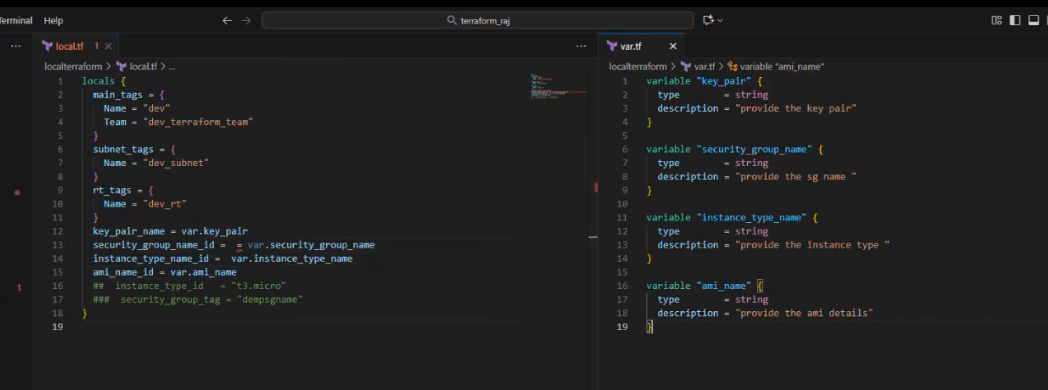 Terminal Help
terraform_raj
local.tf 1
localterraform > local.tf > ...
1 locals {
2 main_tags = {
3 Name = "dev"
4 Team = "dev_terraform_team"
5 }
6 subnet_tags = {
7 Name = "dev_subnet"
8 }
9 rt_tags = {
10 Name = "dev_rt"
11 }
12 key_pair_name = var.key_pair
13 security_group_name_id =  = var.security_group_name
14 instance_type_name_id =  var.instance_type_name
15 ami_name_id = var.ami_name
16 ##  instance_type_id   = "t3.micro"
17 ###  security_group_tag = "dempsgname"
18 }
19
1
var.tf
localterraform > var.tf > variable "ami_name"
1 variable "key_pair" {
2 type        = string
3 description = "provide the key pair"
4 }
5
6 variable "security_group_name" {
7 type        = string
8 description = "provide the sg name "
9 }
10
11 variable "instance_type_name" {
12 type        = string
13 description = "provide the instance type "
14 }
15
16 variable "ami_name" {
17 type        = string
18 description = "provide the ami details"
19 }